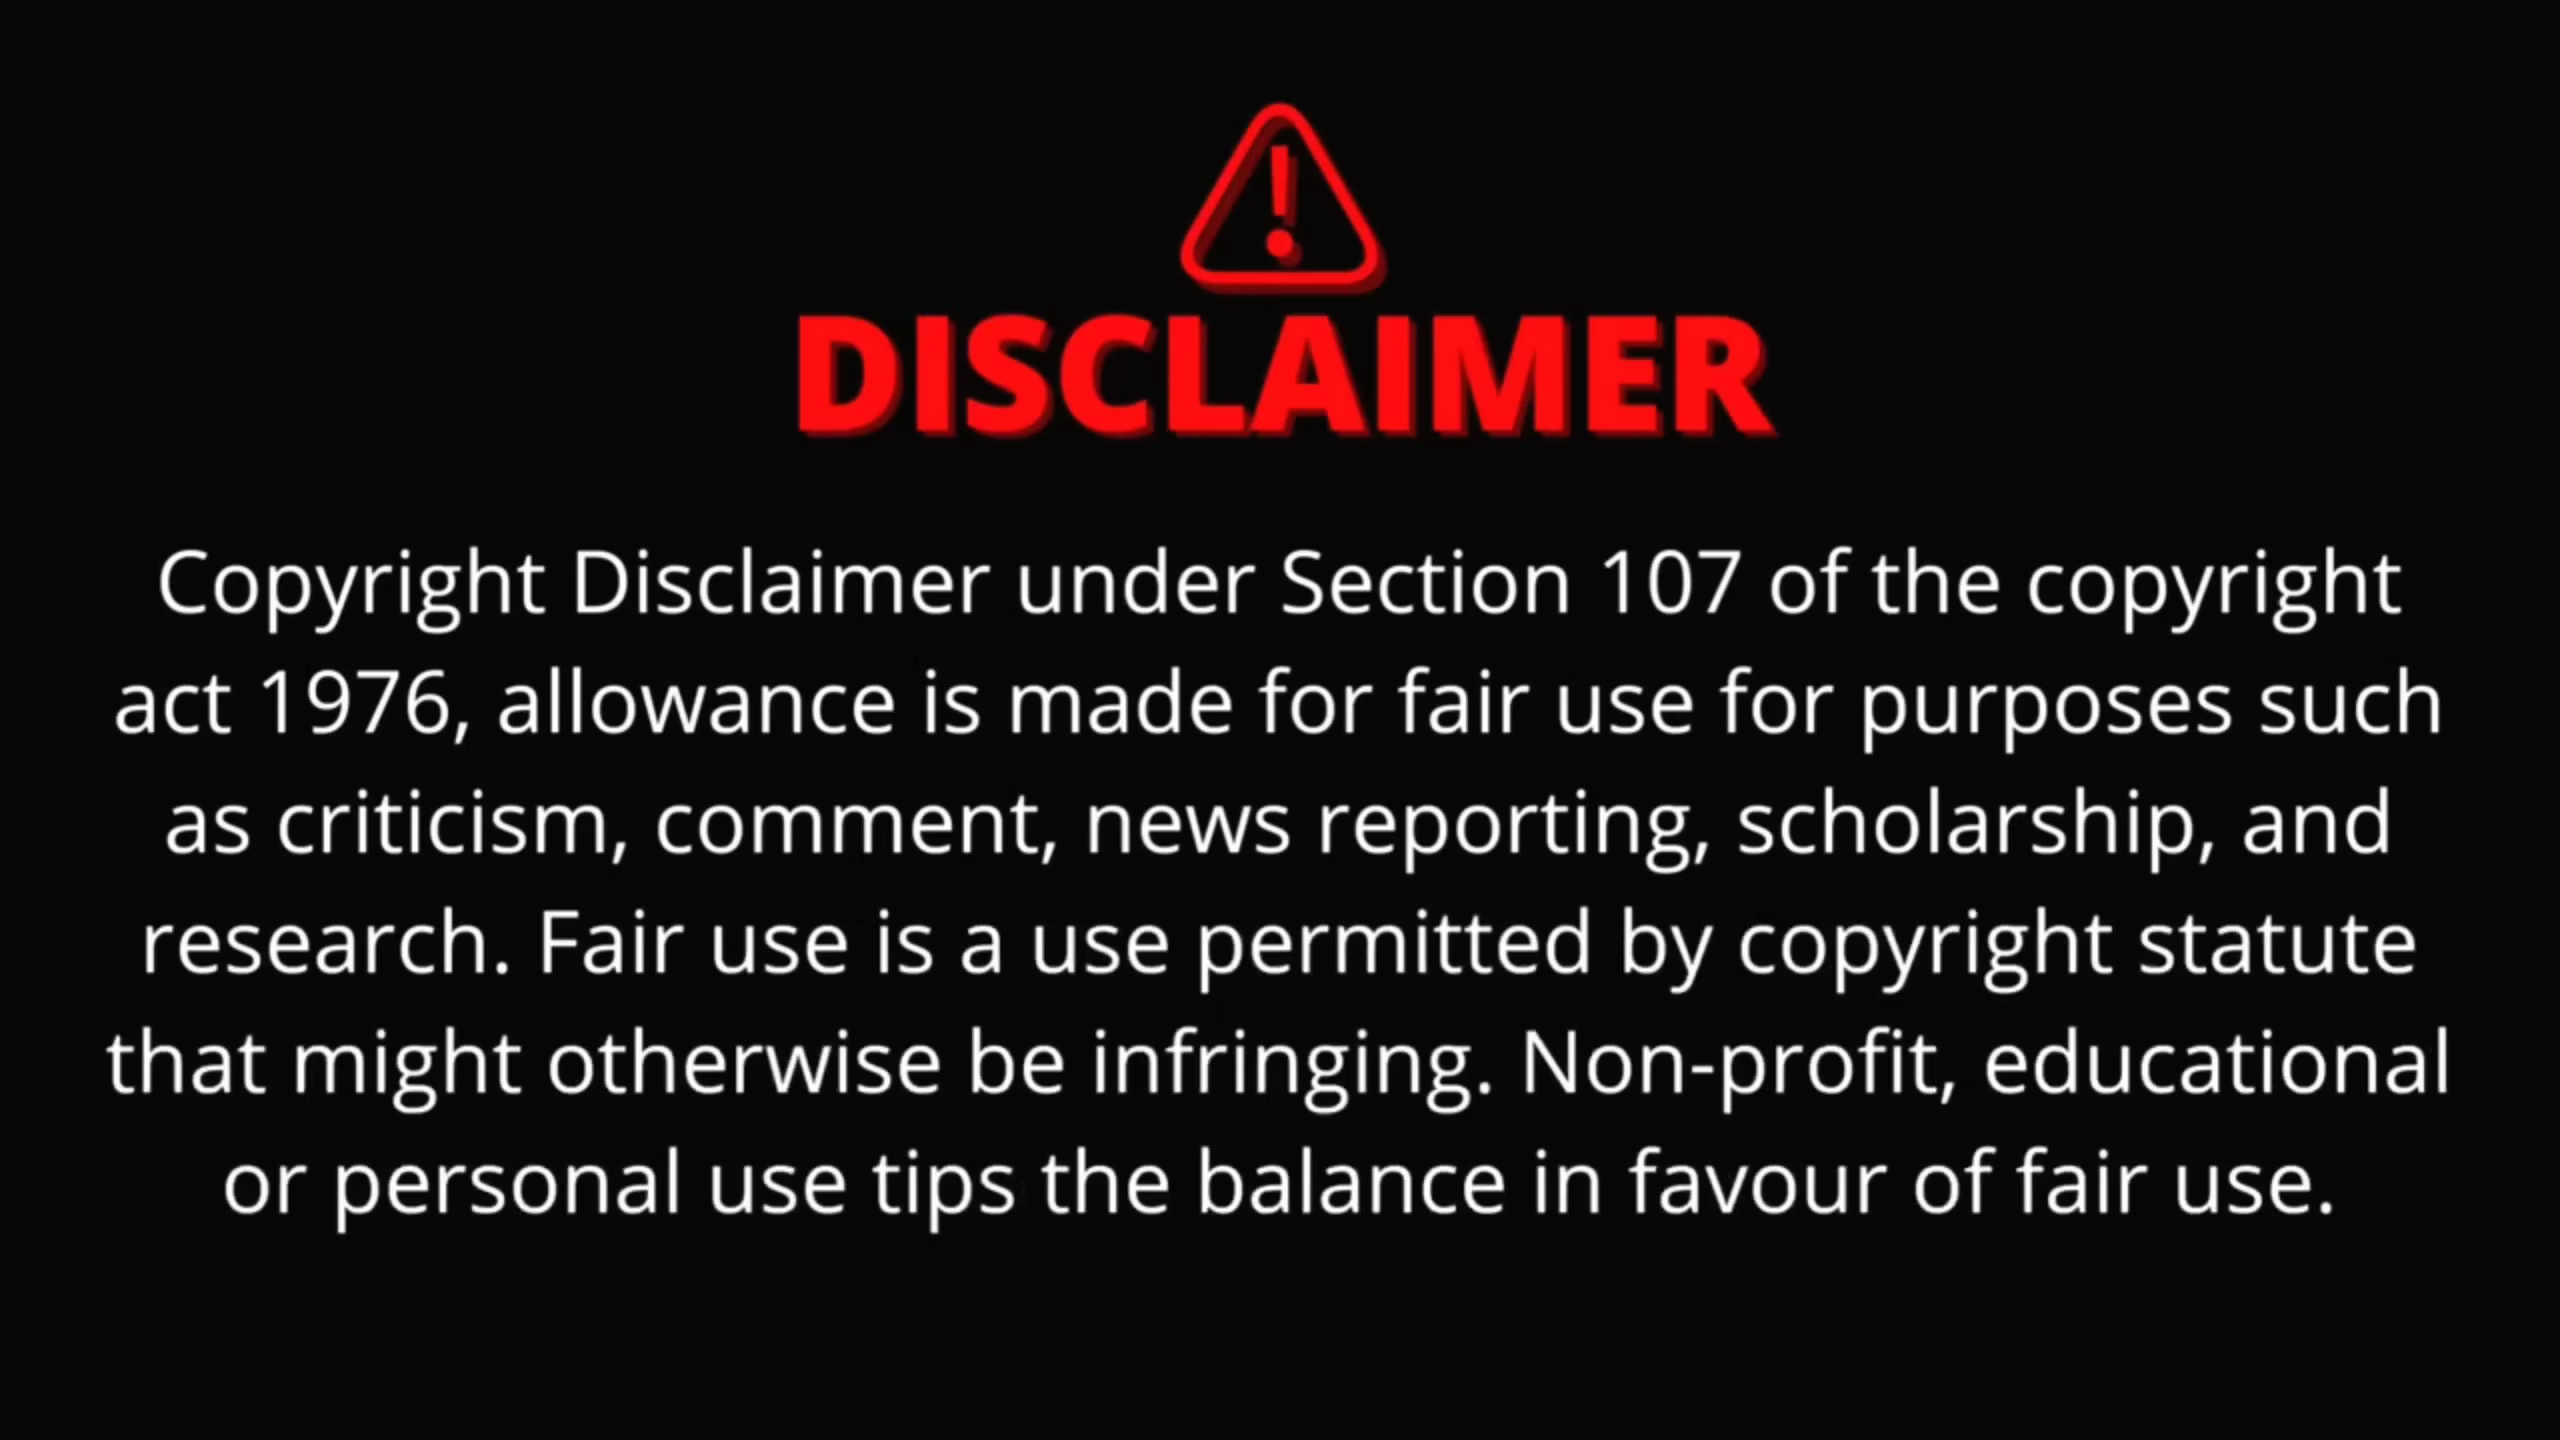 DISCLAIMER
Copyright Disclaimer under Section 107 of the copyright
act 1976, allowance is made for fair use for purposes such
as criticism, comment, news reporting, scholarship, and
research. Fair use is a use permitted by copyright statute
that might otherwise be infringing. Non-profit, educational
or personal use tips the balance in favour of fair use.